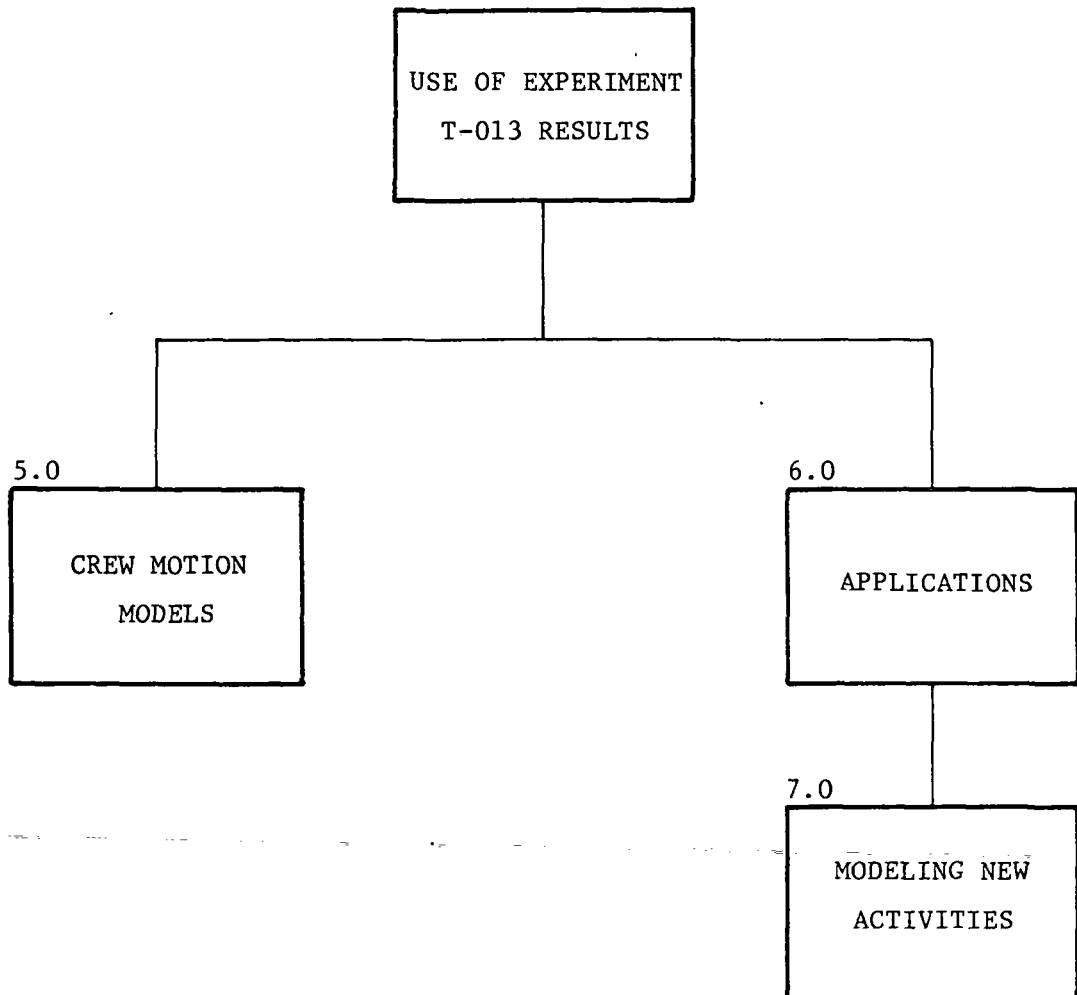 USE OF EXPERIMENT
T-013 RESULTS
5.0
6.0
CREW MOTION
MODELS
APPLICATIONS
7.0
MODELING NEW
ACTIVITIES